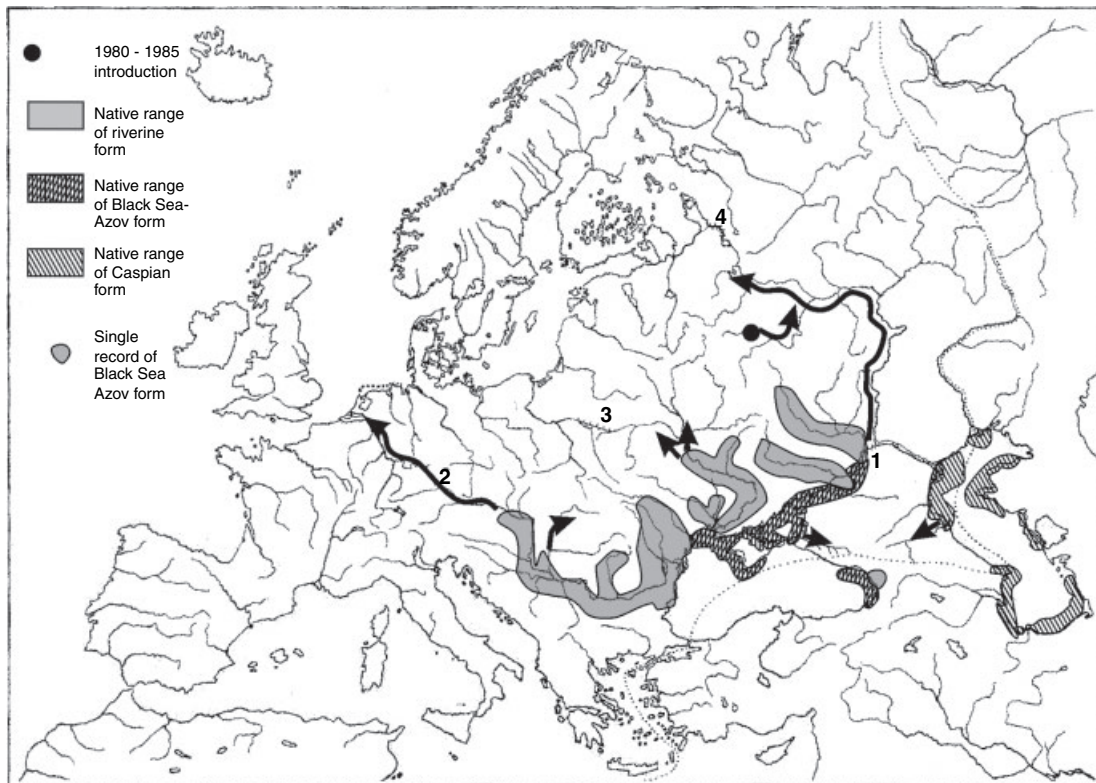 1980 - 1985
introduction
Native range
of riverine
form
Native range
of Black Sea-
Azov form
Native range
of Caspian
form
Single
record of
Black Sea
Azov form
4
3
1
2